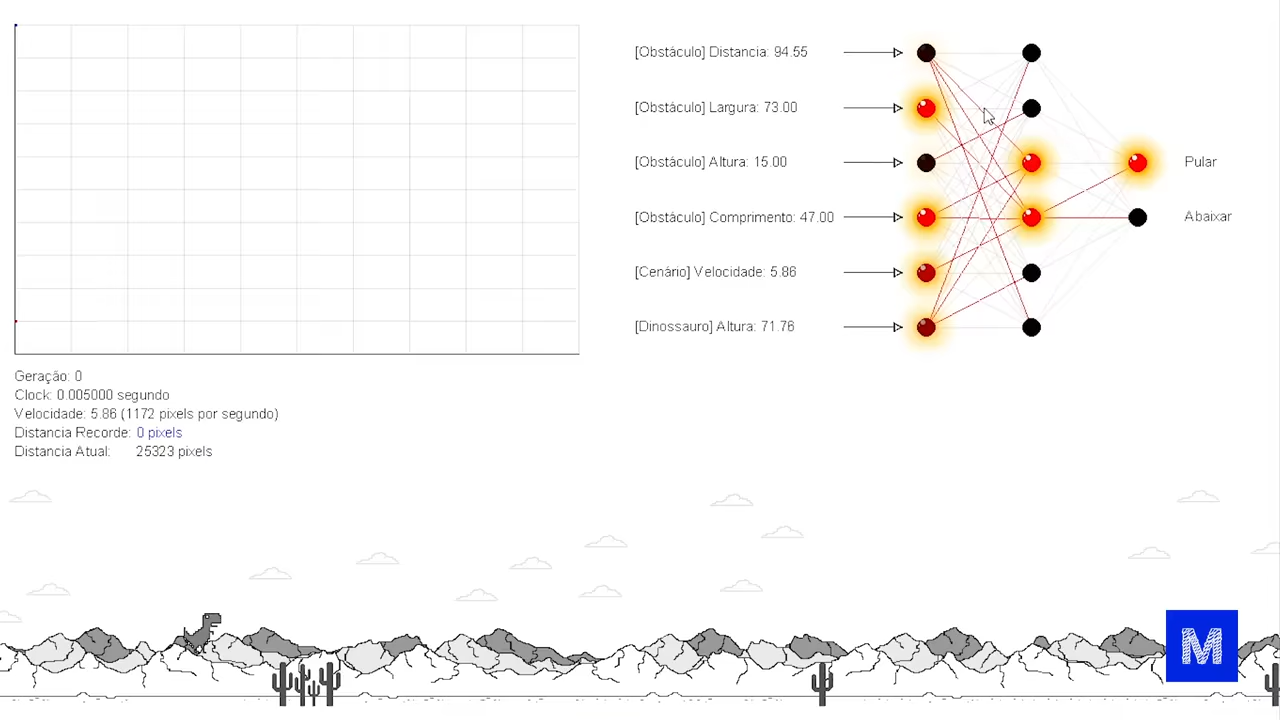 [Obstáculo] Distancia: 94.55
[Obstáculo] Largura: 73.00
[Obstáculo] Altura: 15.00
[Obstáculo] Comprimento: 47.00
[Cenário] Velocidade: 5.86
[Dinossauro] Altura: 71.76
Pular
Abaixar
Geração: 0
Clock: 0.005000 segundo
Velocidade: 5.86 (1172 pixels por segundo)
Distancia Recorde: 0 pixels
Distancia Atual: 25323 pixels
M